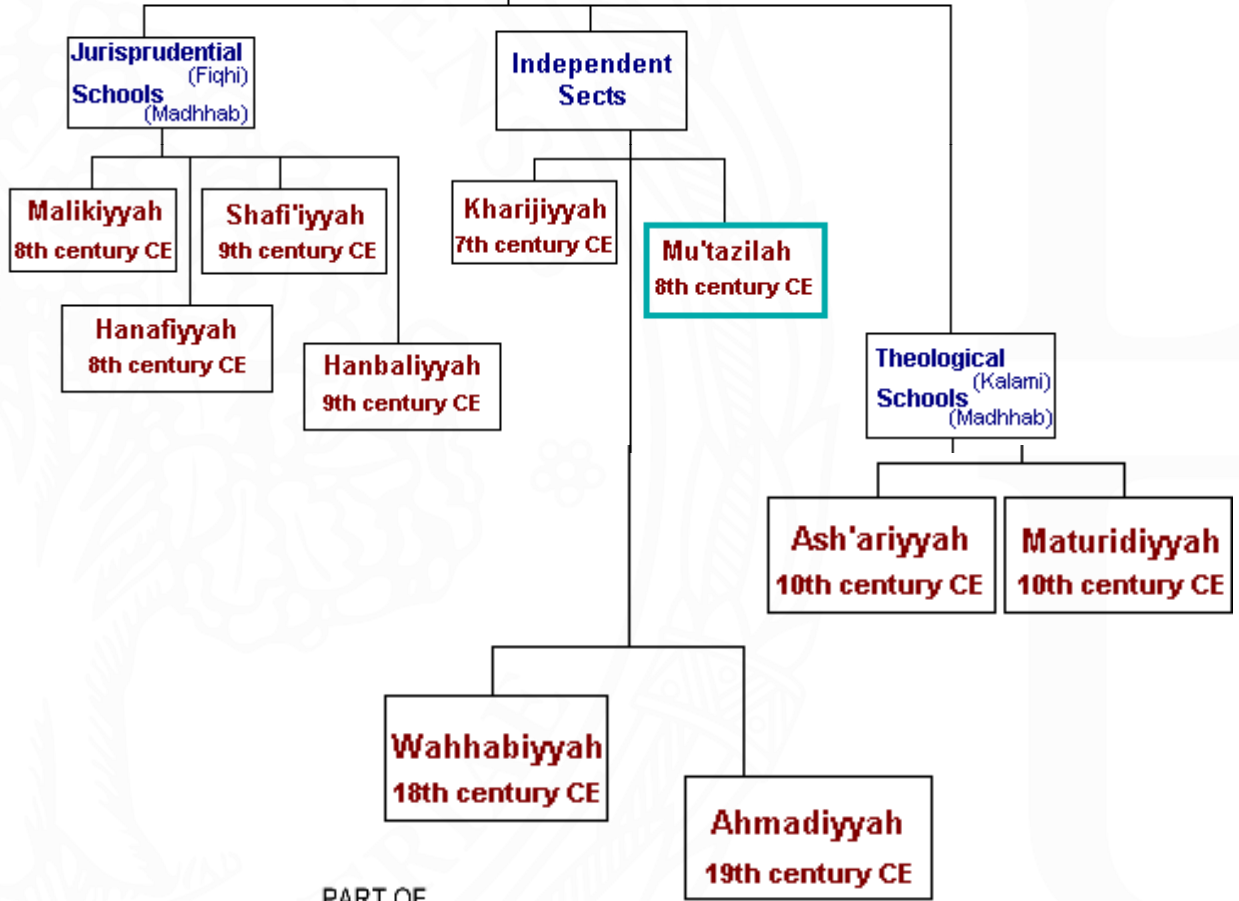 Jurisprudential
(Fiqhi)
Schools
(Madhhab)
Independent
Sects
Malikiyyah
8th century CE
Shafi'iyyah
9th century CE
Hanafiyyah
8th century CE
Hanbaliyyah
9th century CE
Kharijiyyah
7th century CE
Mu'tazilah
8th century CE
Theological
(Kalami)
Schools
(Madhhab)
Ash'ariyyah
10th century CE
Maturidiyyah
10th century CE
Wahhabiyyah
18th century CE
Ahmadiyyah
19th century CE
PART OF